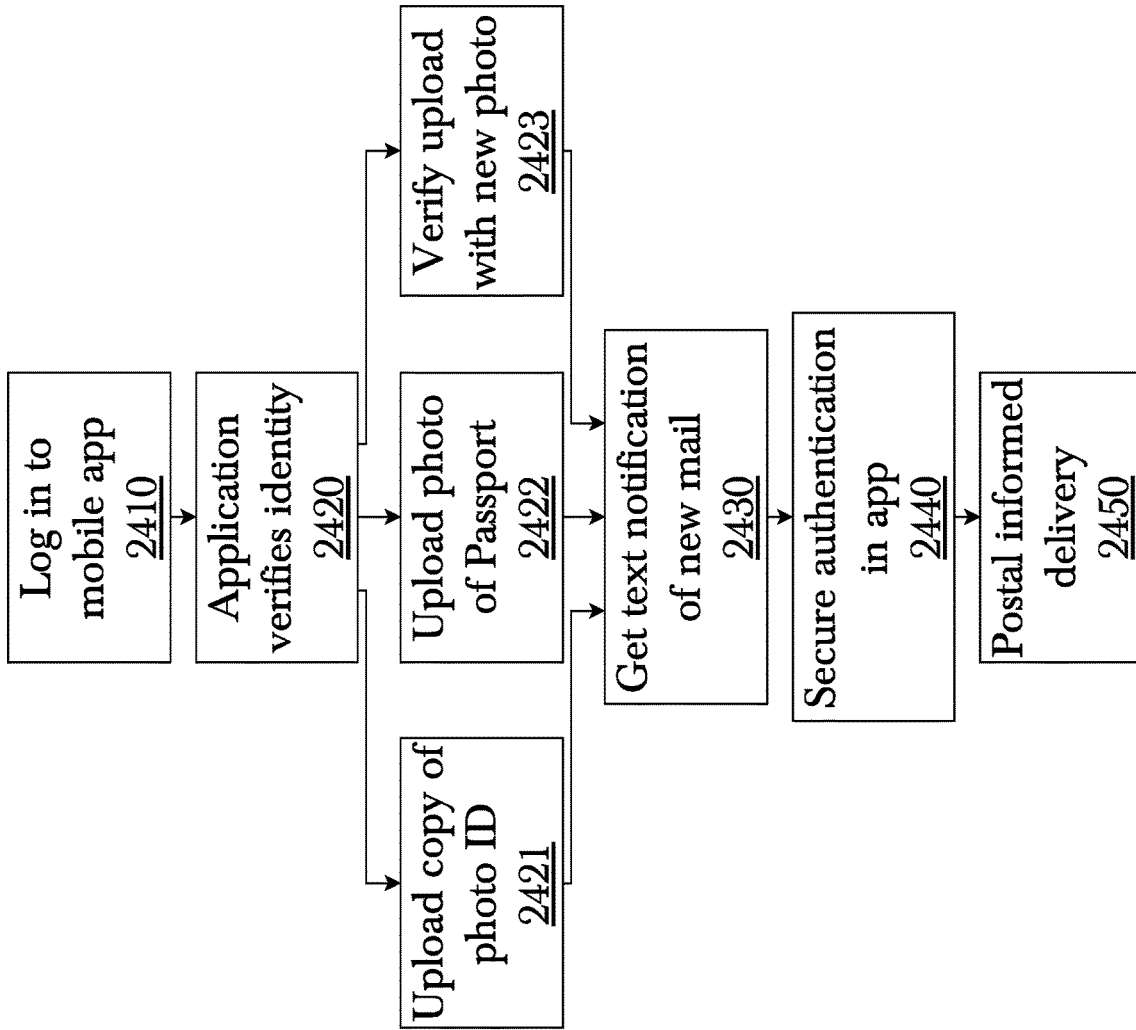 Log in to
mobile app
2410
Application
verifies identity
2420
Upload copy of
photo ID
2421
Upload photo
of Passport
2422
Verify upload
with new photo
2423
Get text notification
of new mail
2430
Secure authentication
in app
2440
Postal informed
delivery
2450